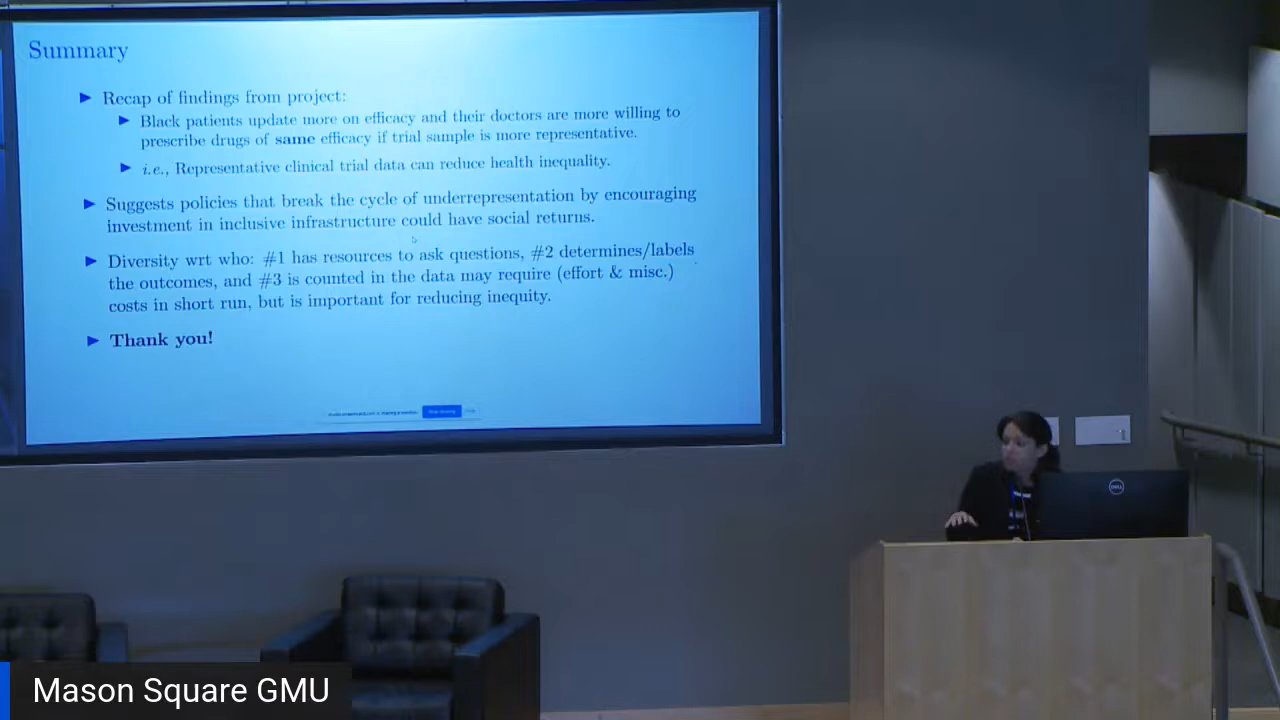 Summary
Recap of findings from project:
Black patients update more on efficacy and their doctors are more willing to
prescribe drugs of same efficacy if trial sample is more representative.
i.e., Representative clinical trial data can reduce health inequality.
Suggests policies that break the cycle of underrepresentation by encouraging
investment in inclusive infrastructure could have social returns.
Diversity wrt who: #1 has resources to ask questions, #2 determines/labels
the outcomes, and #3 is counted in the data may require (effort & misc.)
costs in short run, but is important for reducing inequity.
Thank you!
DELL
Mason Square GMU